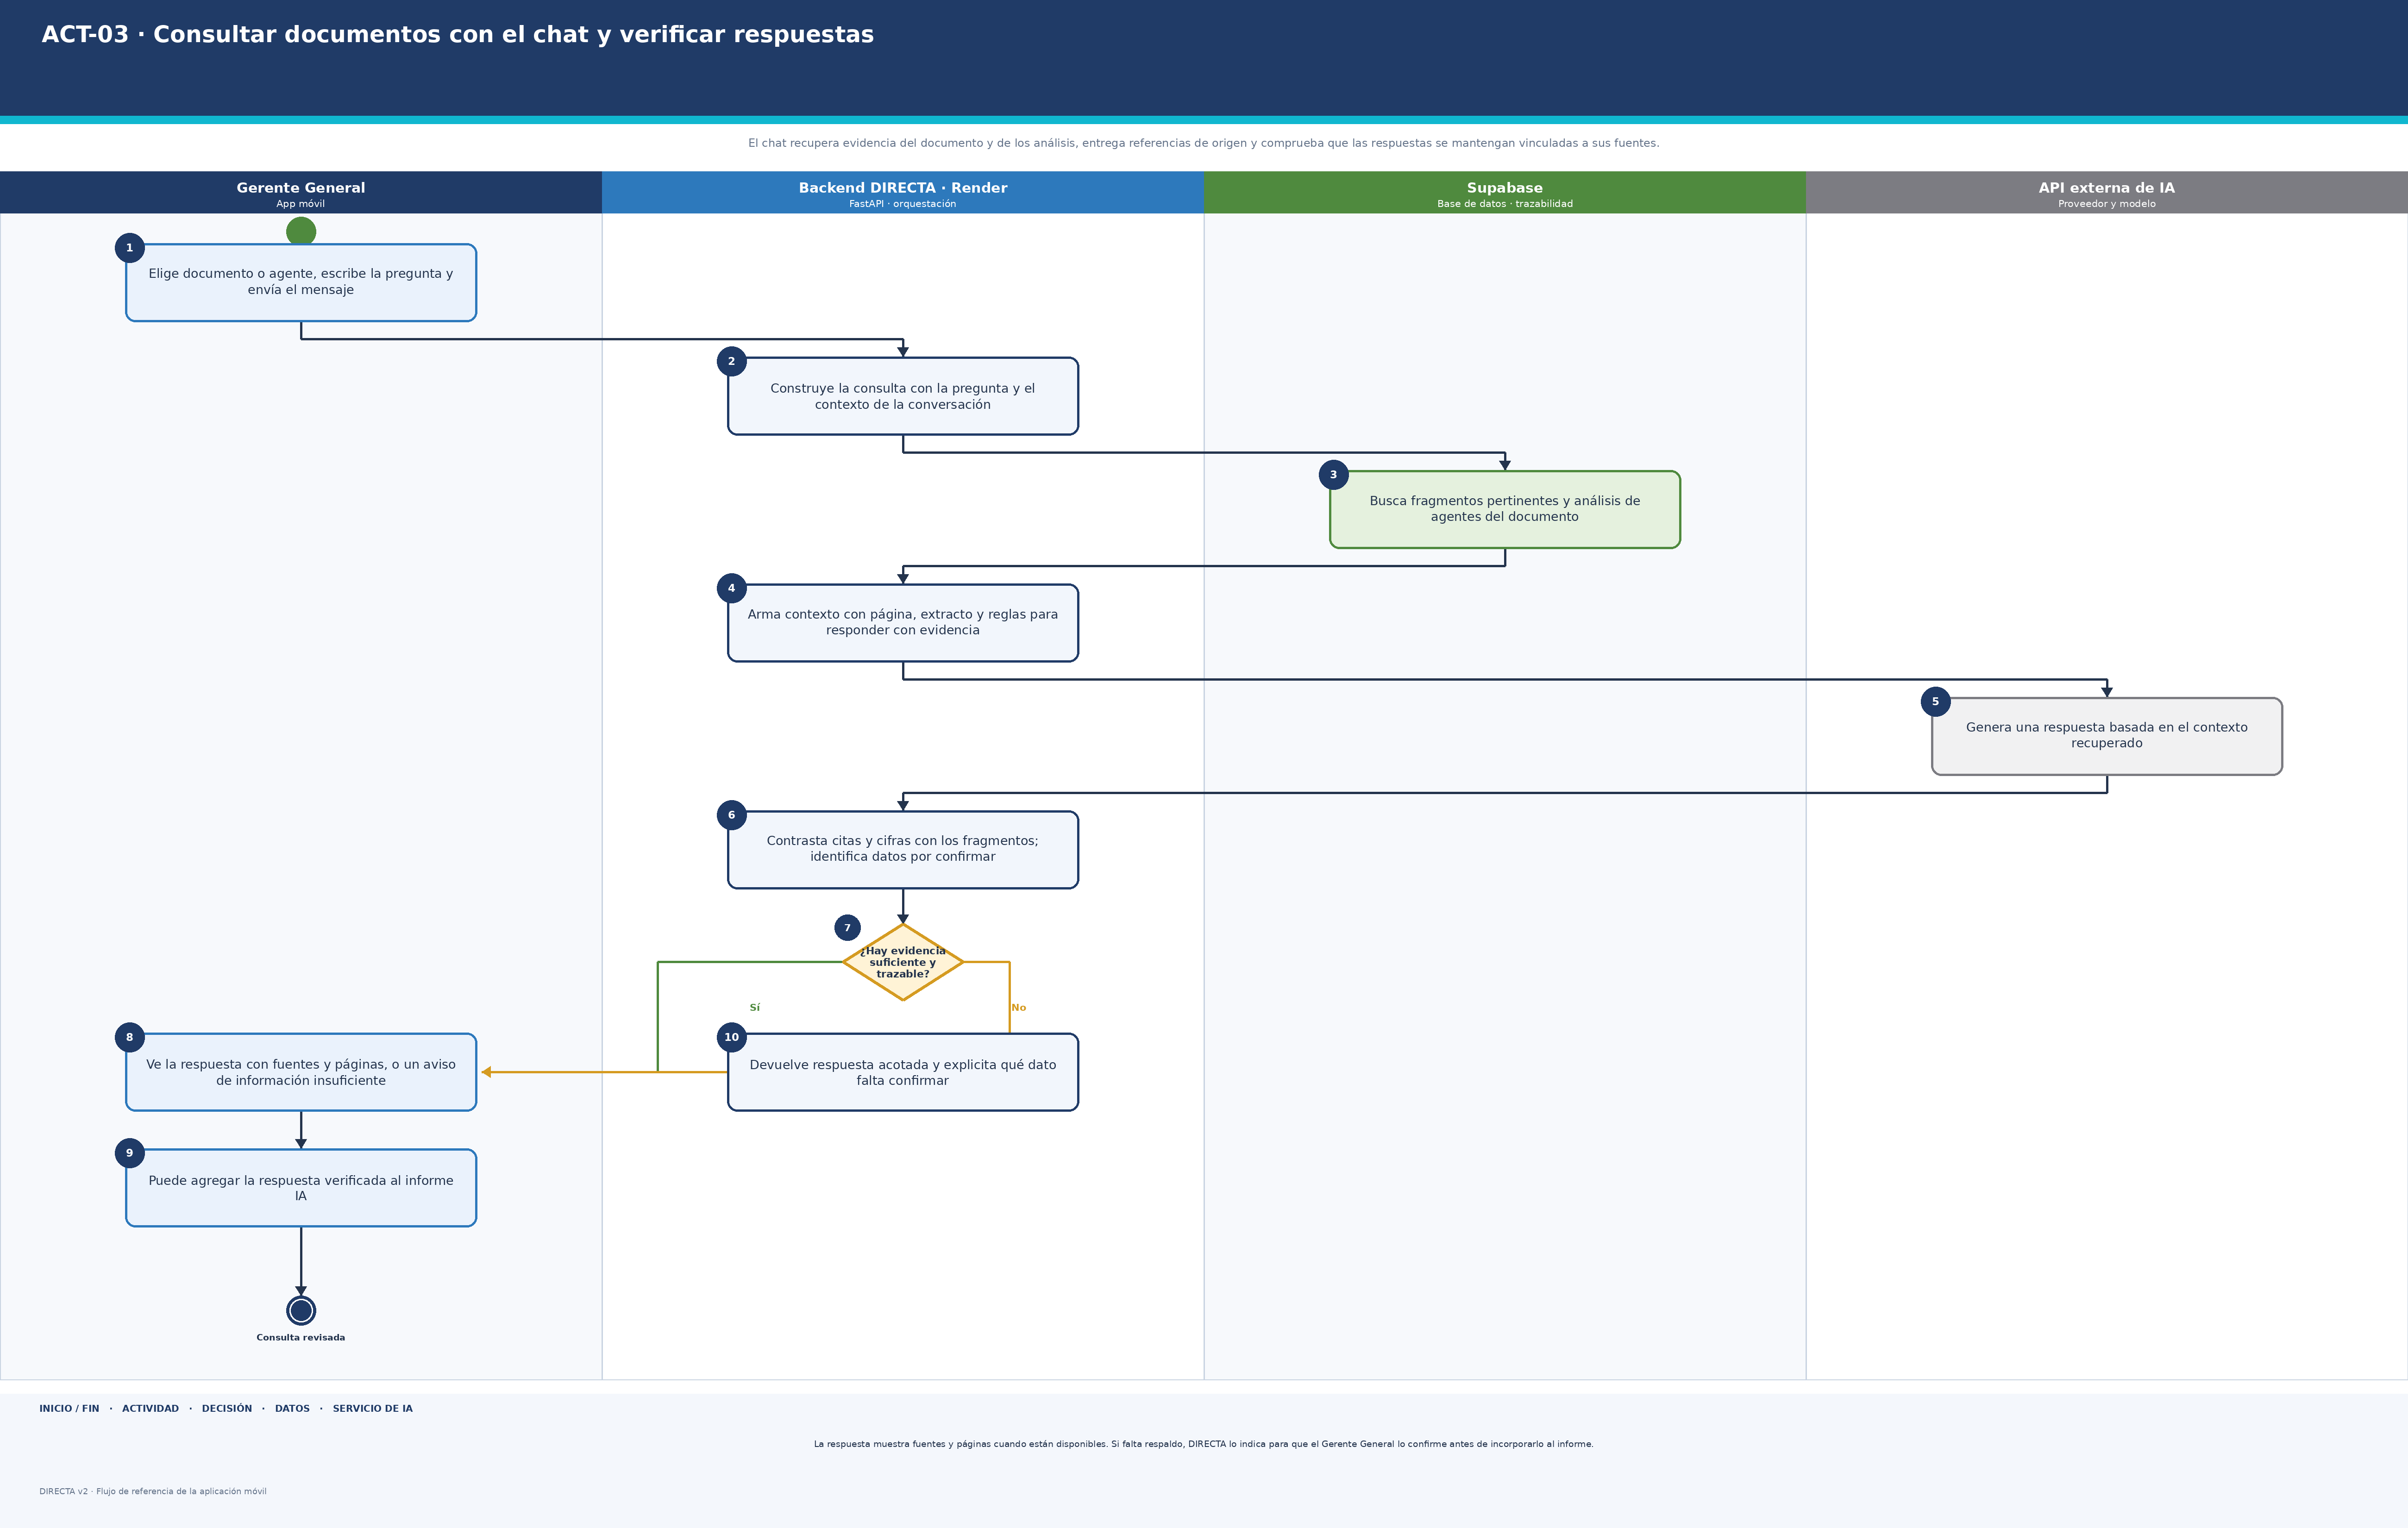 ACT-03 · Consultar documentos con el chat y verificar respuestas
El chat recupera evidencia del documento y de los análisis, entrega referencias de origen y comprueba que las respuestas se mantengan vinculadas a sus fuentes.
Gerente General
App móvil
Backend DIRECTA · Render
FastAPI · orquestación
Supabase
Base de datos · trazabilidad
API externa de IA
Proveedor y modelo
1
Elige documento o agente, escribe la pregunta y
envía el mensaje
2
Construye la consulta con la pregunta y el
contexto de la conversación
3
Busca fragmentos pertinentes y análisis de
agentes del documento
4
Arma contexto con página, extracto y reglas para
responder con evidencia
5
Genera una respuesta basada en el contexto
recuperado
6
Contrasta citas y cifras con los fragmentos;
identifica datos por confirmar
7
¿Hay evidencia
suficiente y
trazable?
Sí
No
8
Ve la respuesta con fuentes y páginas, o un aviso
de información insuficiente
10
Devuelve respuesta acotada y explicita qué dato
falta confirmar
9
Puede agregar la respuesta verificada al informe
IA
Consulta revisada
INICIO / FIN · ACTIVIDAD · DECISIÓN · DATOS · SERVICIO DE IA
La respuesta muestra fuentes y páginas cuando están disponibles. Si falta respaldo, DIRECTA lo indica para que el Gerente General lo confirme antes de incorporarlo al informe.
DIRECTA v2 · Flujo de referencia de la aplicación móvil